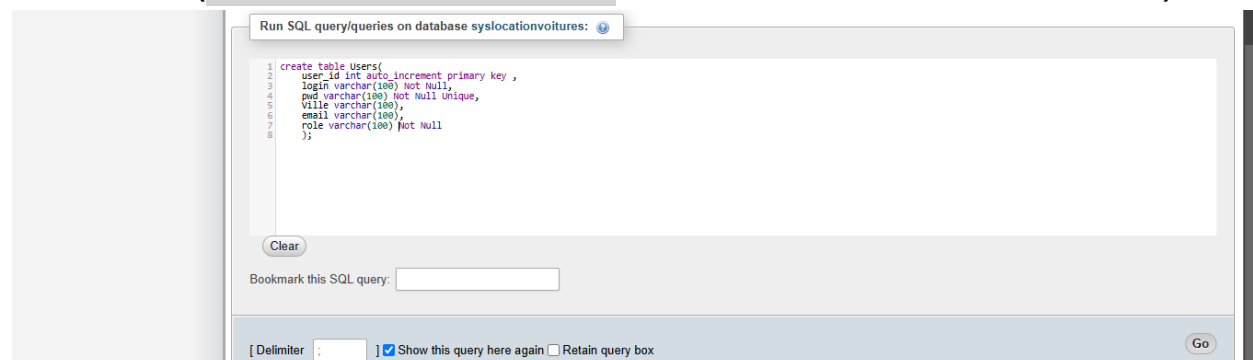 Run SQL query/queries on database syslocationvoitures:
1 create table Users(
2 user_id int auto_increment primary key ,
3 login varchar(100) Not Null,
4 pwd varchar(100) Not Null Unique,
5 Ville varchar(100),
6 email varchar(100),
7 role varchar(100) Not Null
8 );
Clear
Bookmark this SQL query:
[ Delimiter ; ] Show this query here again Retain query box
Go